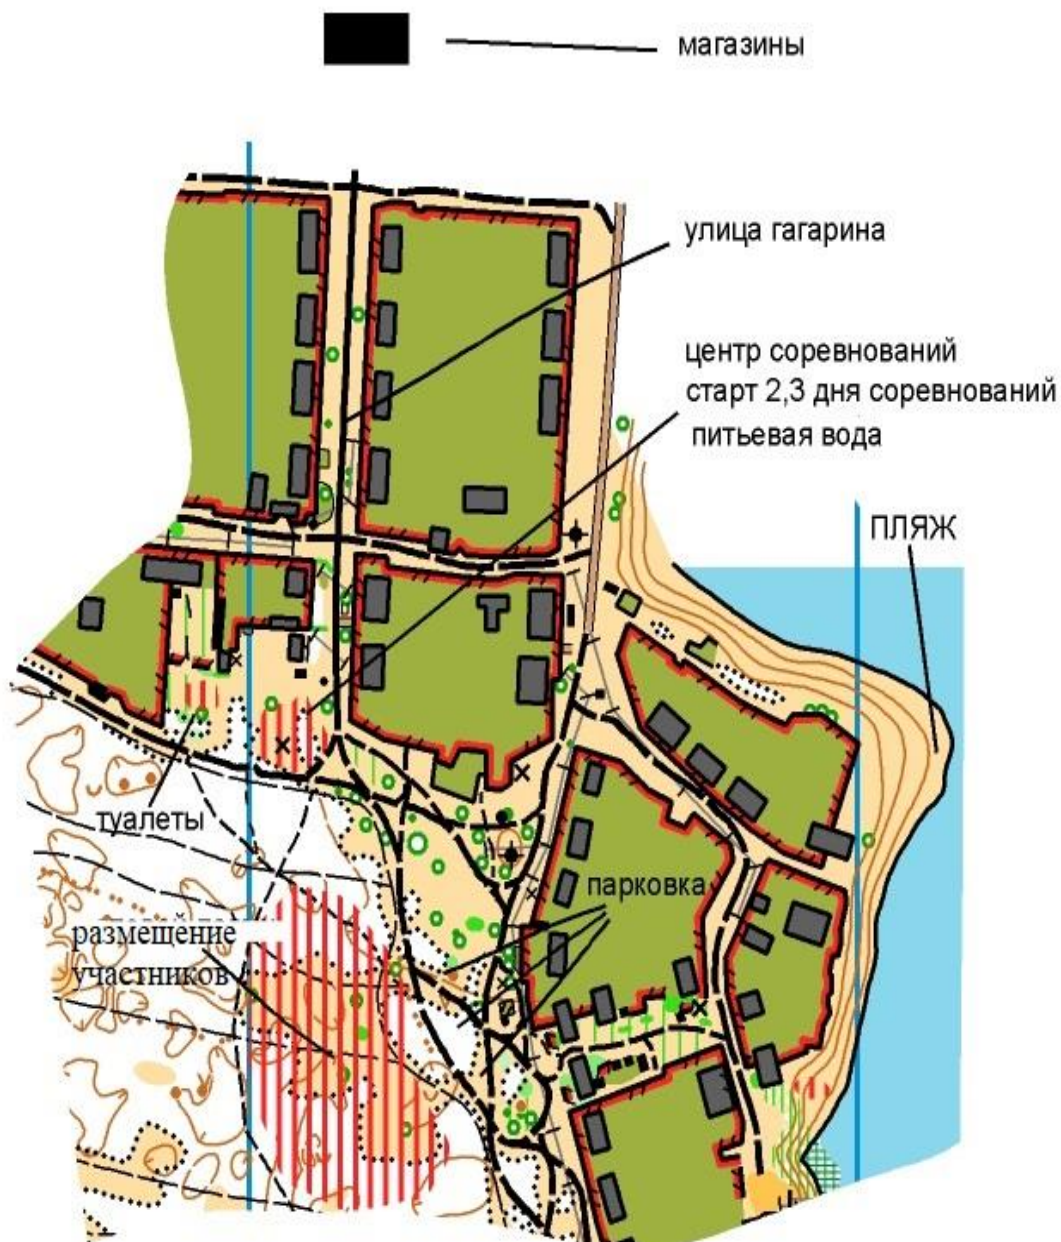 магазины
улица гагарина
центр соревнований
старт 2,3 дня соревнований
питьевая вода
ПЛЯЖ
туалеты
парковка
размещение
участников